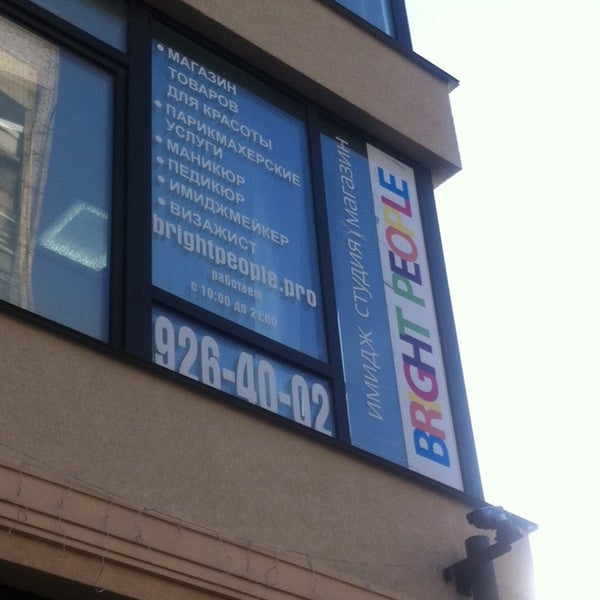 • МАГАЗИН
ТОВАРОВ
ДЛЯ КРАСОТЫ
• ПАРИКМАХЕРСКИЕ
УСЛУГИ
• МАНИКЮР
• ПЕДИКЮР
• ИМИДЖМЕЙКЕР
• ВИЗАЖИСТ
brightpeople.pro
работаем
с 10:00 до 21:00
926-40-02
имидж студия/магазин
BRIGHT PEOPLE